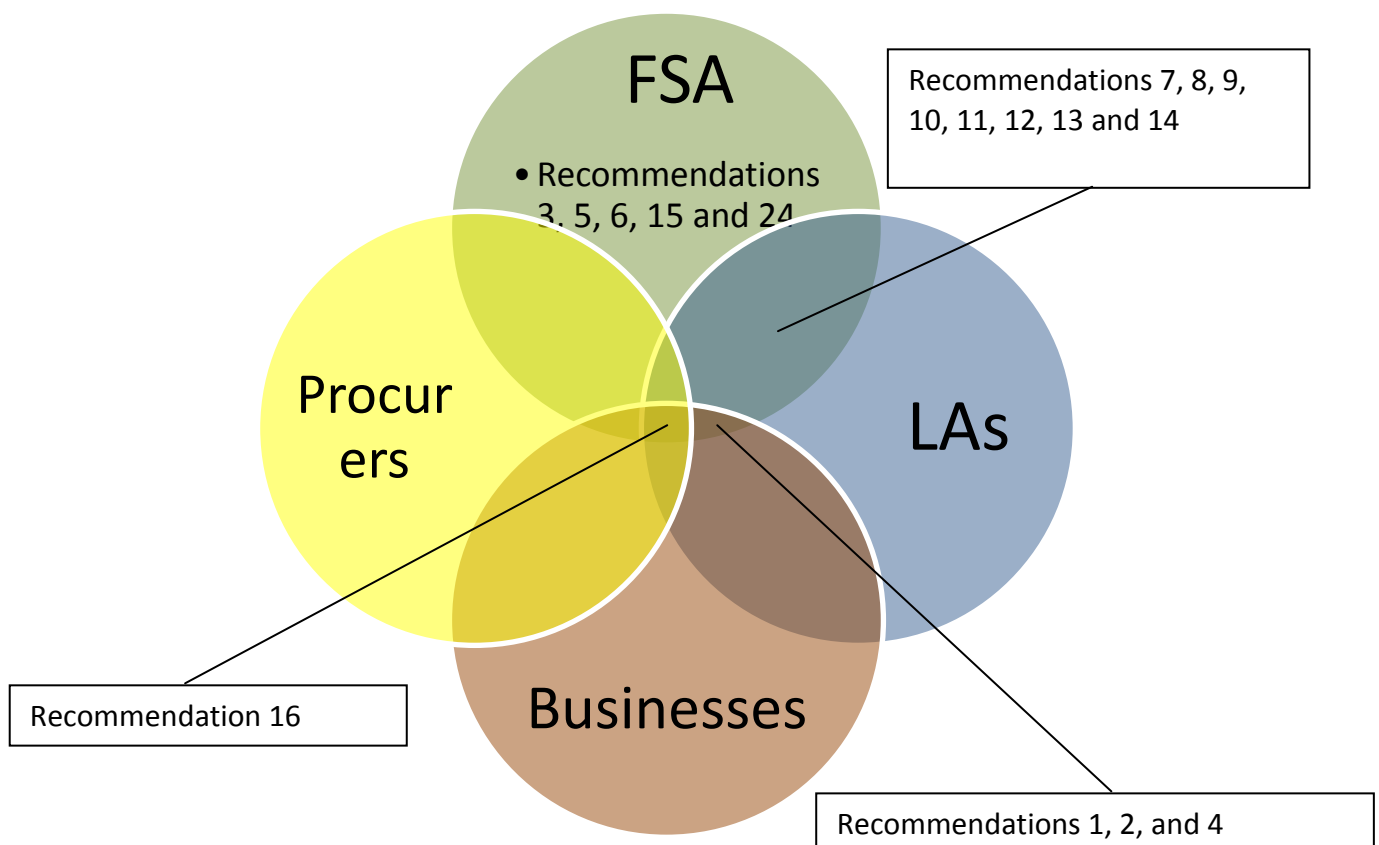 FSA
• Recommendations
3, 5, 6, 15 and 24
Recommendations 7, 8, 9,
10, 11, 12, 13 and 14
Procur
ers
LAs
Businesses
Recommendation 16
Recommendations 1, 2, and 4